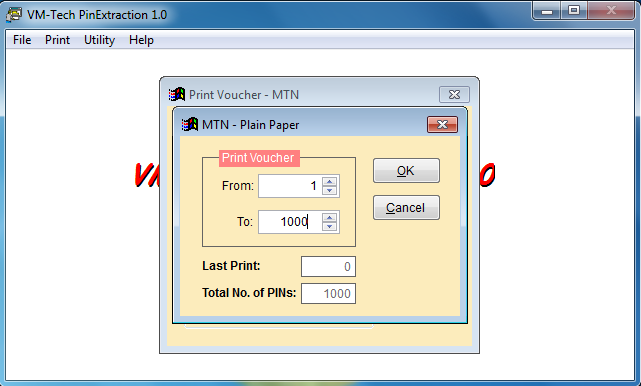 VM-Tech PinExtraction 1.0
File Print Utility Help
Print Voucher - MTN
MTN - Plain Paper
Print Voucher
From: 1
To: 1000
OK
Cancel
Last Print: 0
Total No. of PINs: 1000